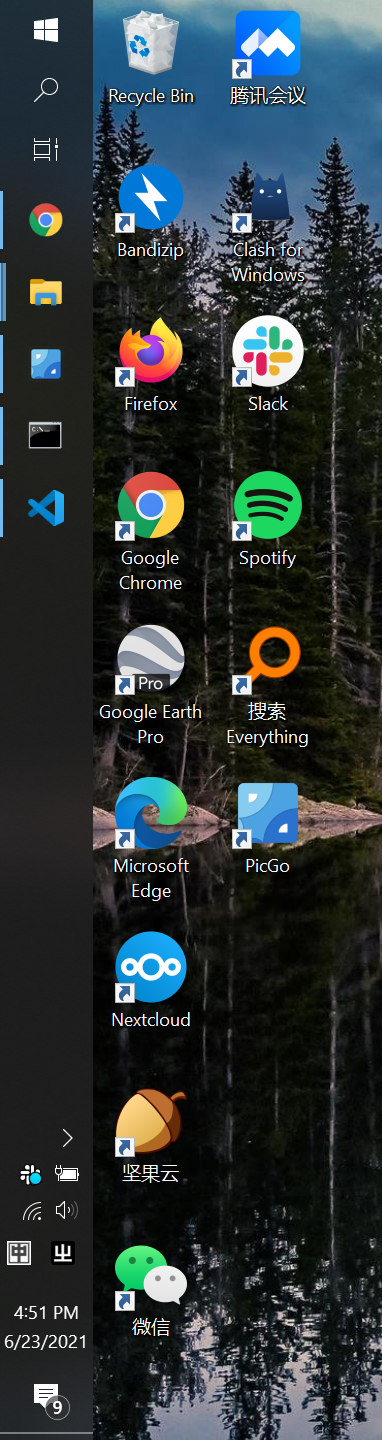 Recycle Bin
腾讯会议
Bandizip
Clash for
Windows
Firefox
Slack
Google
Chrome
Spotify
Pro
Google Earth
Pro
搜索
Everything
Microsoft
Edge
PicGo
Nextcloud
坚果云
微信
C:\
中
4:51 PM
6/23/2021
9